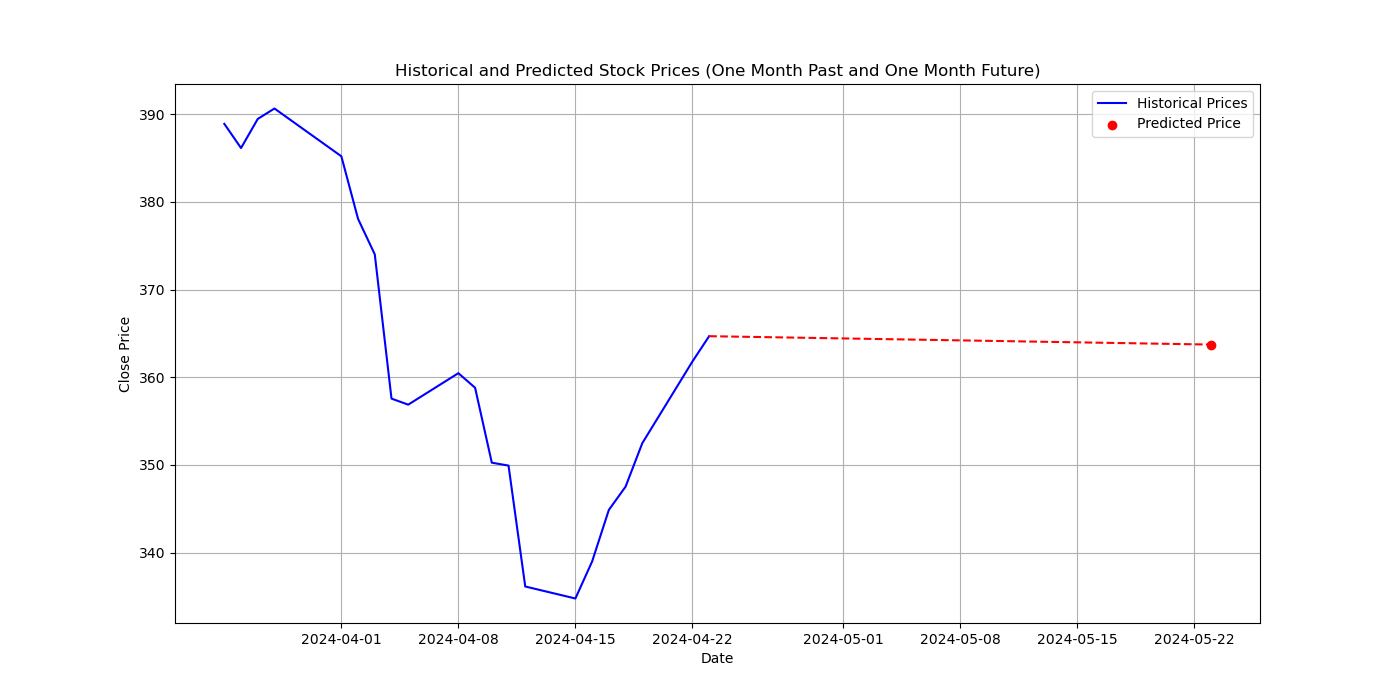 Historical and Predicted Stock Prices (One Month Past and One Month Future)
Historical Prices
Predicted Price
390
380
370
360
350
340
Close Price
2024-04-01 2024-04-08 2024-04-15 2024-04-22 2024-05-01 2024-05-08 2024-05-15 2024-05-22
Date